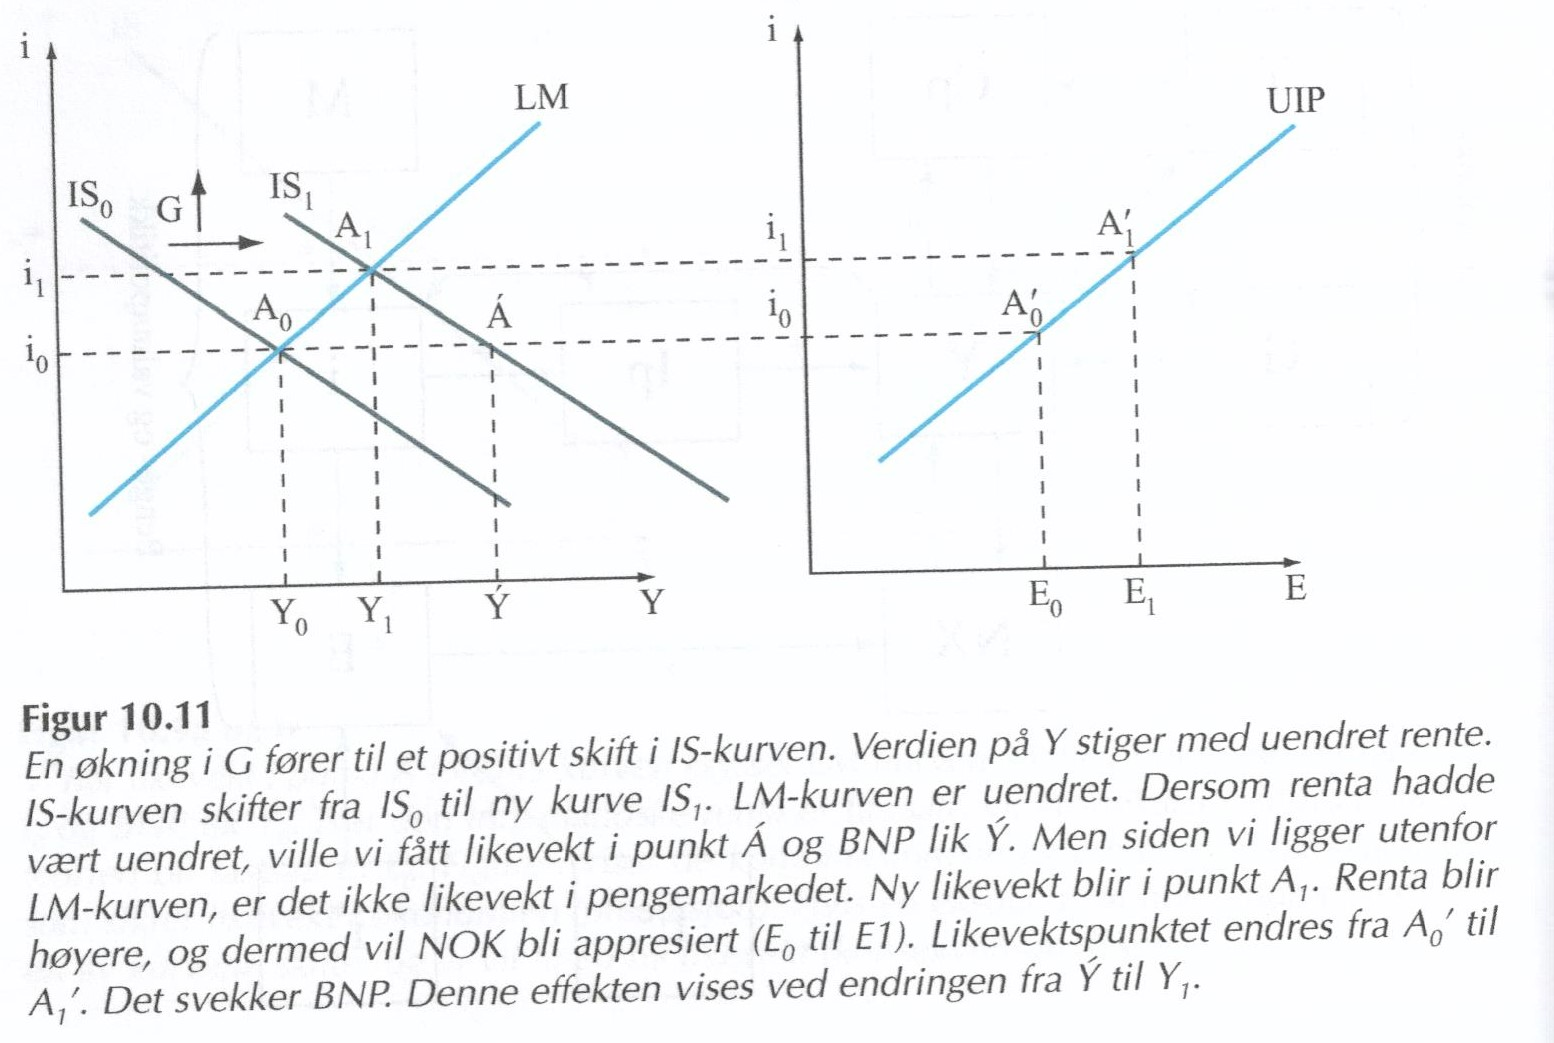 i
LM
IS₀
G
IS₁
A₁
i₁
A₀
Á
i₀
Y₀
Y₁
Ý
Y
i
UIP
i₁
A₁′
i₀
A₀′
E₀
E₁
E
Figur 10.11
En økning i G fører til et positivt skift i IS-kurven. Verdien på Y stiger med uendret rente.
IS-kurven skifter fra IS₀ til ny kurve IS₁. LM-kurven er uendret. Dersom renta hadde
vært uendret, ville vi fått likevekt i punkt Á og BNP lik Ý. Men siden vi ligger utenfor
LM-kurven, er det ikke likevekt i pengemarkedet. Ny likevekt blir i punkt A₁. Renta blir
høyere, og dermed vil NOK bli appresiert (E₀ til E1). Likevektspunktet endres fra A₀′ til
A₁′. Det svekker BNP. Denne effekten vises ved endringen fra Ý til Y₁.